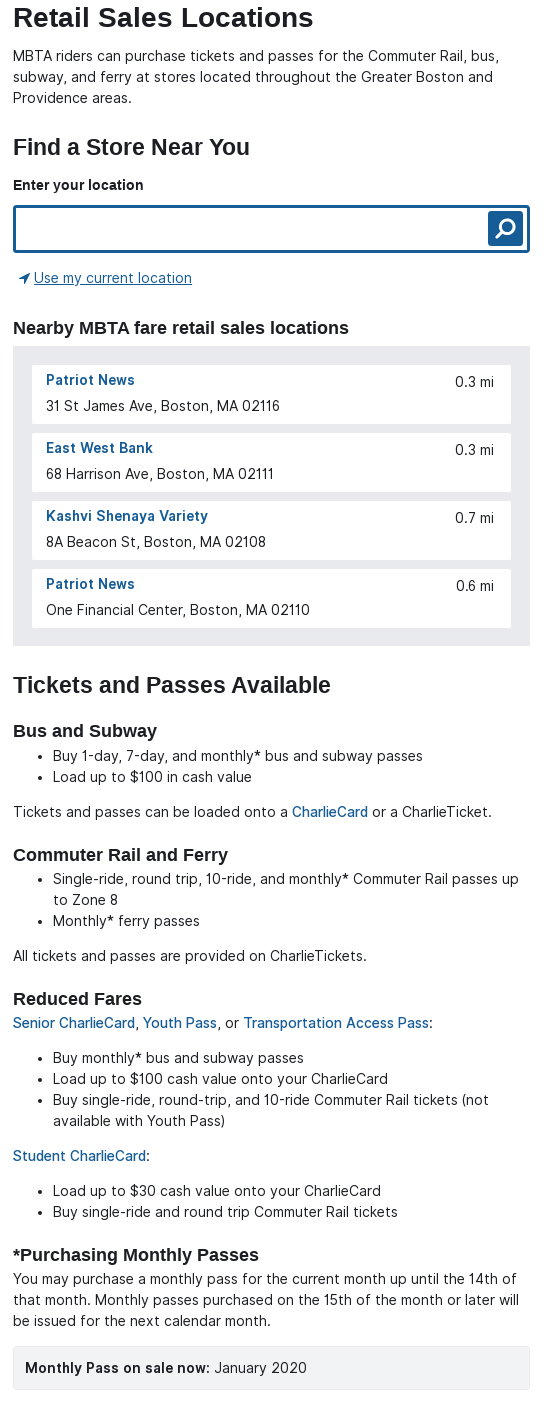 Retail Sales Locations
MBTA riders can purchase tickets and passes for the Commuter Rail, bus,
subway, and ferry at stores located throughout the Greater Boston and
Providence areas.
Find a Store Near You
Enter your location
Use my current location
Nearby MBTA fare retail sales locations
Patriot News 0.3 mi
31 St James Ave, Boston, MA 02116
East West Bank 0.3 mi
68 Harrison Ave, Boston, MA 02111
Kashvi Shenaya Variety 0.7 mi
8A Beacon St, Boston, MA 02108
Patriot News 0.6 mi
One Financial Center, Boston, MA 02110
Tickets and Passes Available
Bus and Subway
• Buy 1-day, 7-day, and monthly* bus and subway passes
• Load up to $100 in cash value
Tickets and passes can be loaded onto a CharlieCard or a CharlieTicket.
Commuter Rail and Ferry
• Single-ride, round trip, 10-ride, and monthly* Commuter Rail passes up
to Zone 8
• Monthly* ferry passes
All tickets and passes are provided on CharlieTickets.
Reduced Fares
Senior CharlieCard, Youth Pass, or Transportation Access Pass:
• Buy monthly* bus and subway passes
• Load up to $100 cash value onto your CharlieCard
• Buy single-ride, round-trip, and 10-ride Commuter Rail tickets (not
available with Youth Pass)
Student CharlieCard:
• Load up to $30 cash value onto your CharlieCard
• Buy single-ride and round trip Commuter Rail tickets
*Purchasing Monthly Passes
You may purchase a monthly pass for the current month up until the 14th of
that month. Monthly passes purchased on the 15th of the month or later will
be issued for the next calendar month.
Monthly Pass on sale now: January 2020